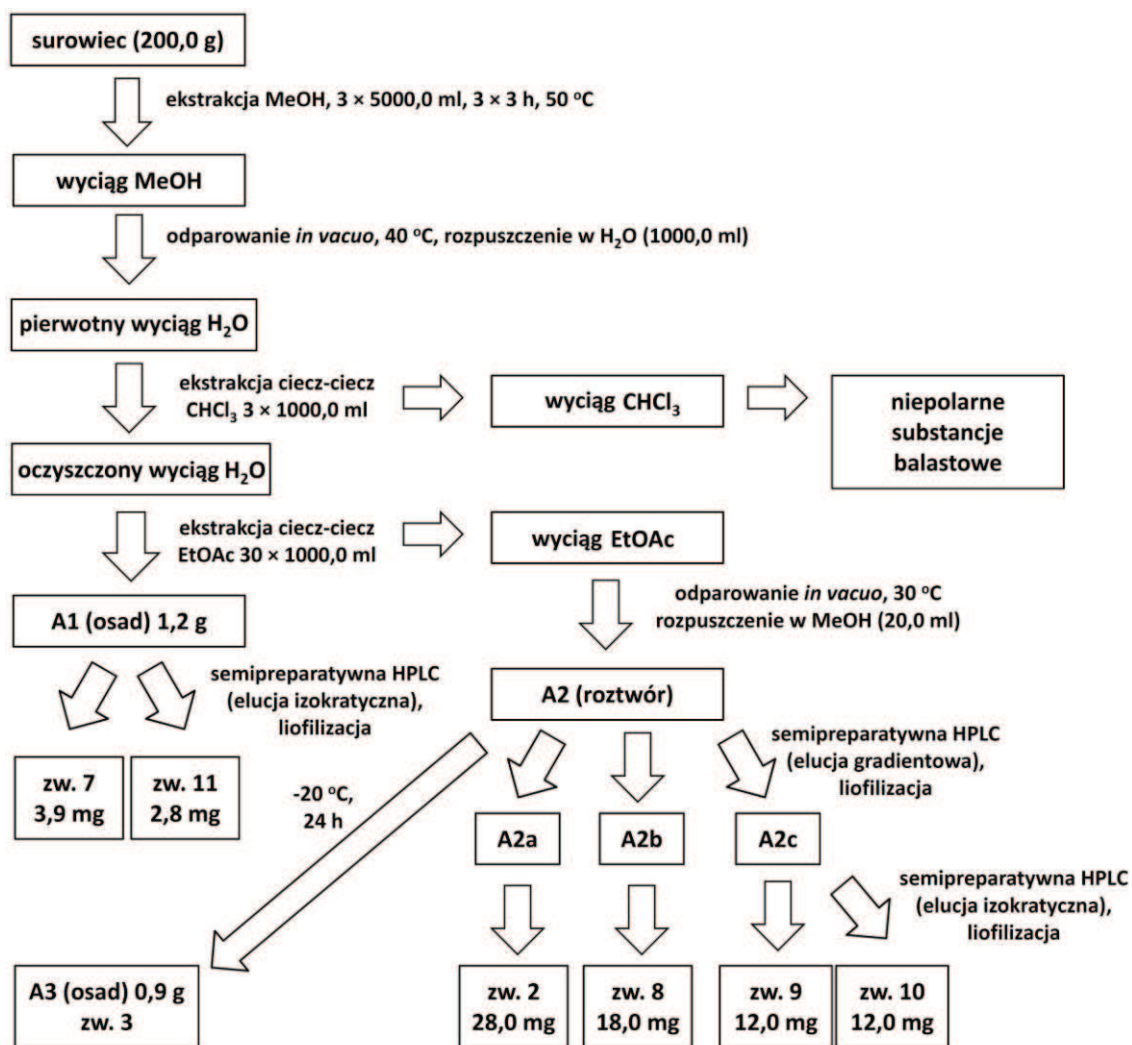 surowiec (200,0 g)
ekstrakcja MeOH, 3 × 5000,0 ml, 3 × 3 h, 50 °C
wyciąg MeOH
odparowanie in vacuo, 40 °C, rozpuszczenie w H₂O (1000,0 ml)
pierwotny wyciąg H₂O
ekstrakcja ciecz-ciecz
CHCl₃ 3 × 1000,0 ml
wyciąg CHCl₃
niepolarne
substancje
balastowe
oczyszczony wyciąg H₂O
ekstrakcja ciecz-ciecz
EtOAc 30 × 1000,0 ml
wyciąg EtOAc
odparowanie in vacuo, 30 °C
rozpuszczenie w MeOH (20,0 ml)
A1 (osad) 1,2 g
semipreparatywna HPLC
(elucja izokratyczna),
liofilizacja
A2 (roztwór)
semipreparatywna HPLC
(elucja gradientowa),
liofilizacja
zw. 7
3,9 mg
zw. 11
2,8 mg
-20 °C,
24 h
A2a
A2b
A2c
semipreparatywna HPLC
(elucja izokratyczna),
liofilizacja
A3 (osad) 0,9 g
zw. 3
zw. 2
28,0 mg
zw. 8
18,0 mg
zw. 9
12,0 mg
zw. 10
12,0 mg